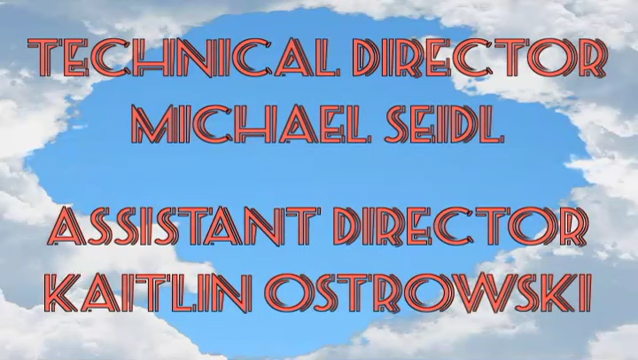 TECHNICAL DIRECTOR
MICHAEL SEIDL
ASSISTANT DIRECTOR
KAITLIN OSTROWSKI